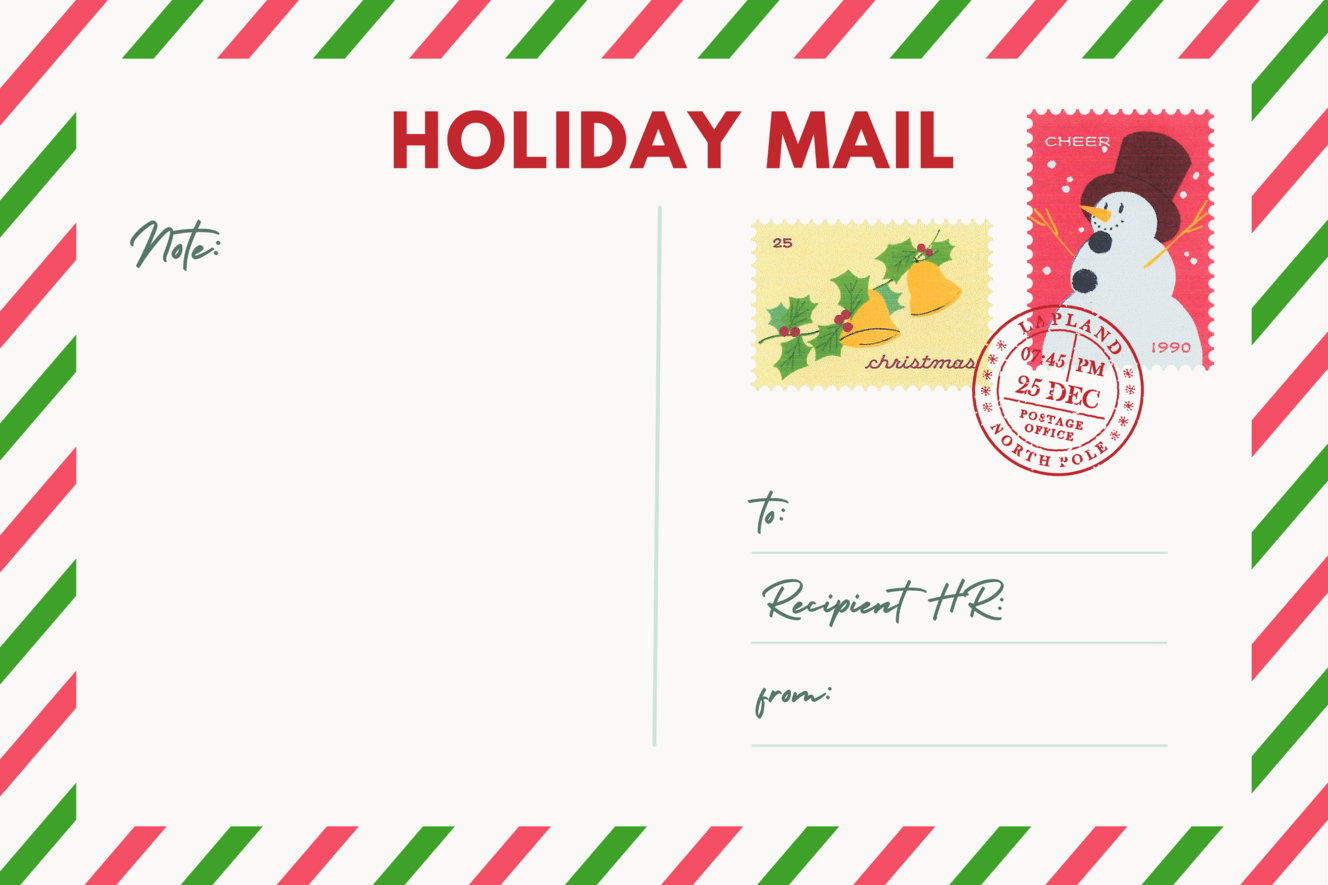 HOLIDAY MAIL
Note:
CHEER
1990
25
christmas
LAPLAND
07:45 PM
25 DEC
POSTAGE
OFFICE
NORTH POLE
to:
Recipient HR:
from: